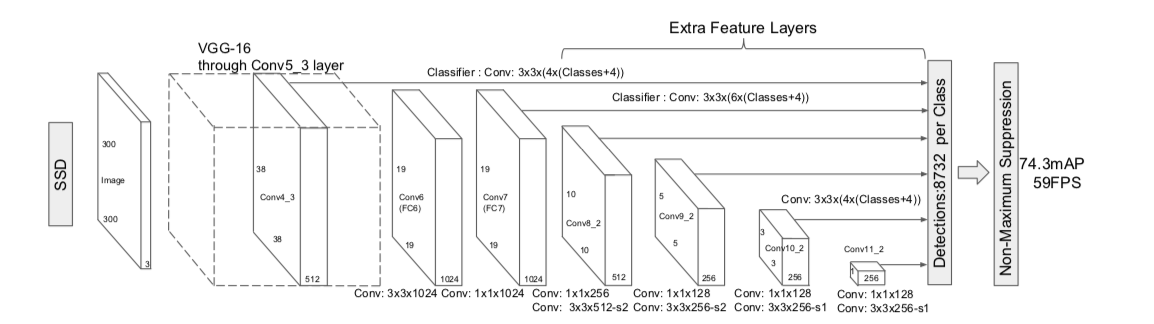 Extra Feature Layers
VGG-16
through Conv5_3 layer
Classifier : Conv: 3x3x(4x(Classes+4))
Classifier : Conv: 3x3x(6x(Classes+4))
SSD
300
Image
300
3
38
Conv4_3
38
512
19
Conv6
(FC6)
19
1024
19
Conv7
(FC7)
19
1024
10
Conv8_2
10
512
5
Conv9_2
5
256
Conv: 3x3x(4x(Classes+4))
3
Conv10_2
3
256
Conv11_2
1
256
Detections:8732 per Class
Non-Maximum Suppression
74.3mAP
59FPS
Conv: 3x3x1024
Conv: 1x1x1024
Conv: 1x1x256
Conv: 3x3x512-s2
Conv: 1x1x128
Conv: 3x3x256-s2
Conv: 1x1x128
Conv: 3x3x256-s1
Conv: 1x1x128
Conv: 3x3x256-s1